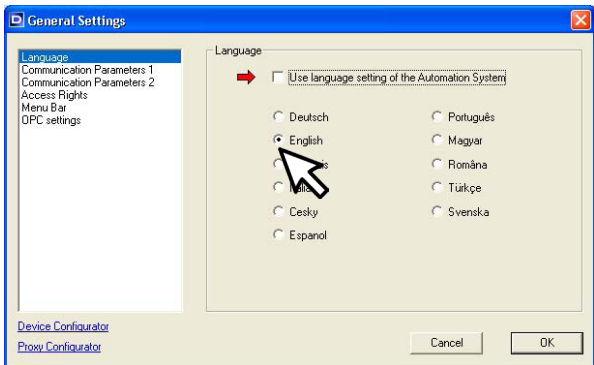 General Settings
Language
Communication Parameters 1
Communication Parameters 2
Access Rights
Menu Bar
OPC settings
Language
Use language setting of the Automation System
Deutsch
Português
English
Magyar
Româna
Türkçe
Cesky
Svenska
Espanol
Device Configurator
Proxy Configurator
Cancel
OK